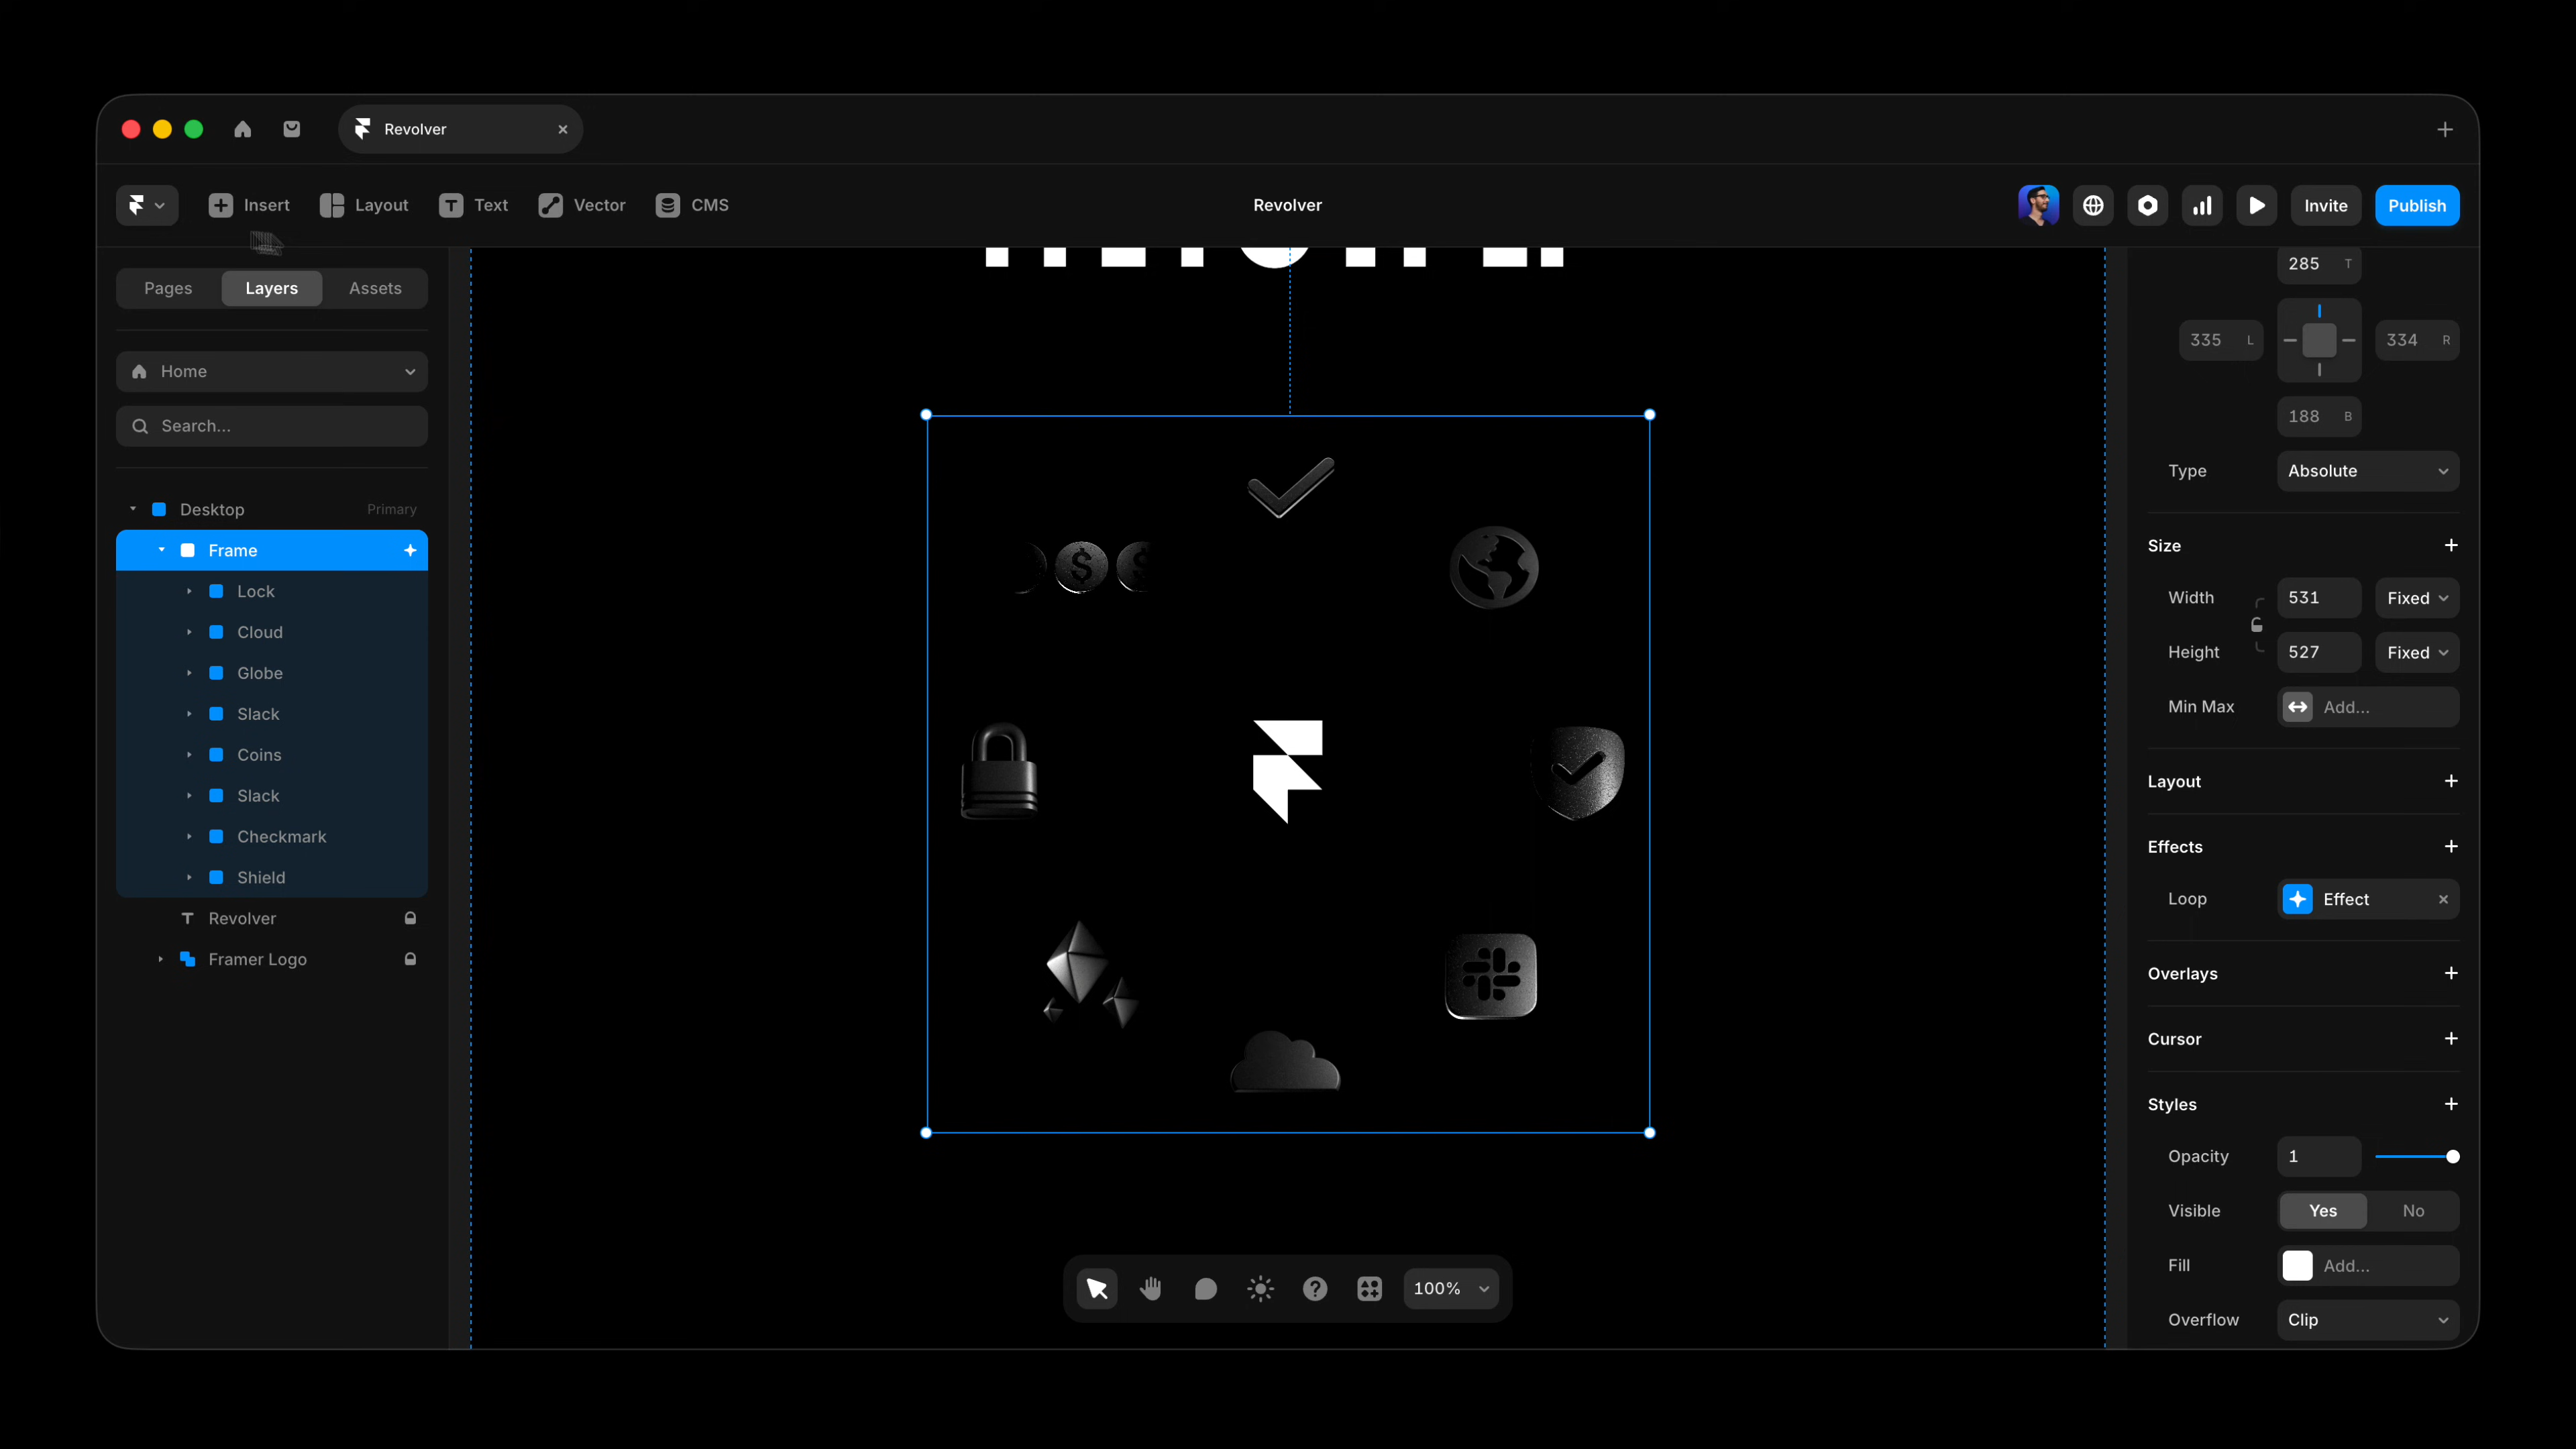 Revolver
Insert
Layout
Text
Vector
CMS
Revolver
Invite
Publish
Pages
Layers
Assets
Home
Search...
Desktop
Primary
Frame
Lock
Cloud
Globe
Slack
Coins
Slack
Checkmark
Shield
Revolver
Framer Logo
$
100%
285 T
335 L
334 R
188 B
Type
Absolute
Size
Width
531
Fixed
Height
527
Fixed
Min Max
Add...
Layout
Effects
Loop
Effect
Overlays
Cursor
Styles
Opacity
1
Visible
Yes
No
Fill
Add...
Overflow
Clip